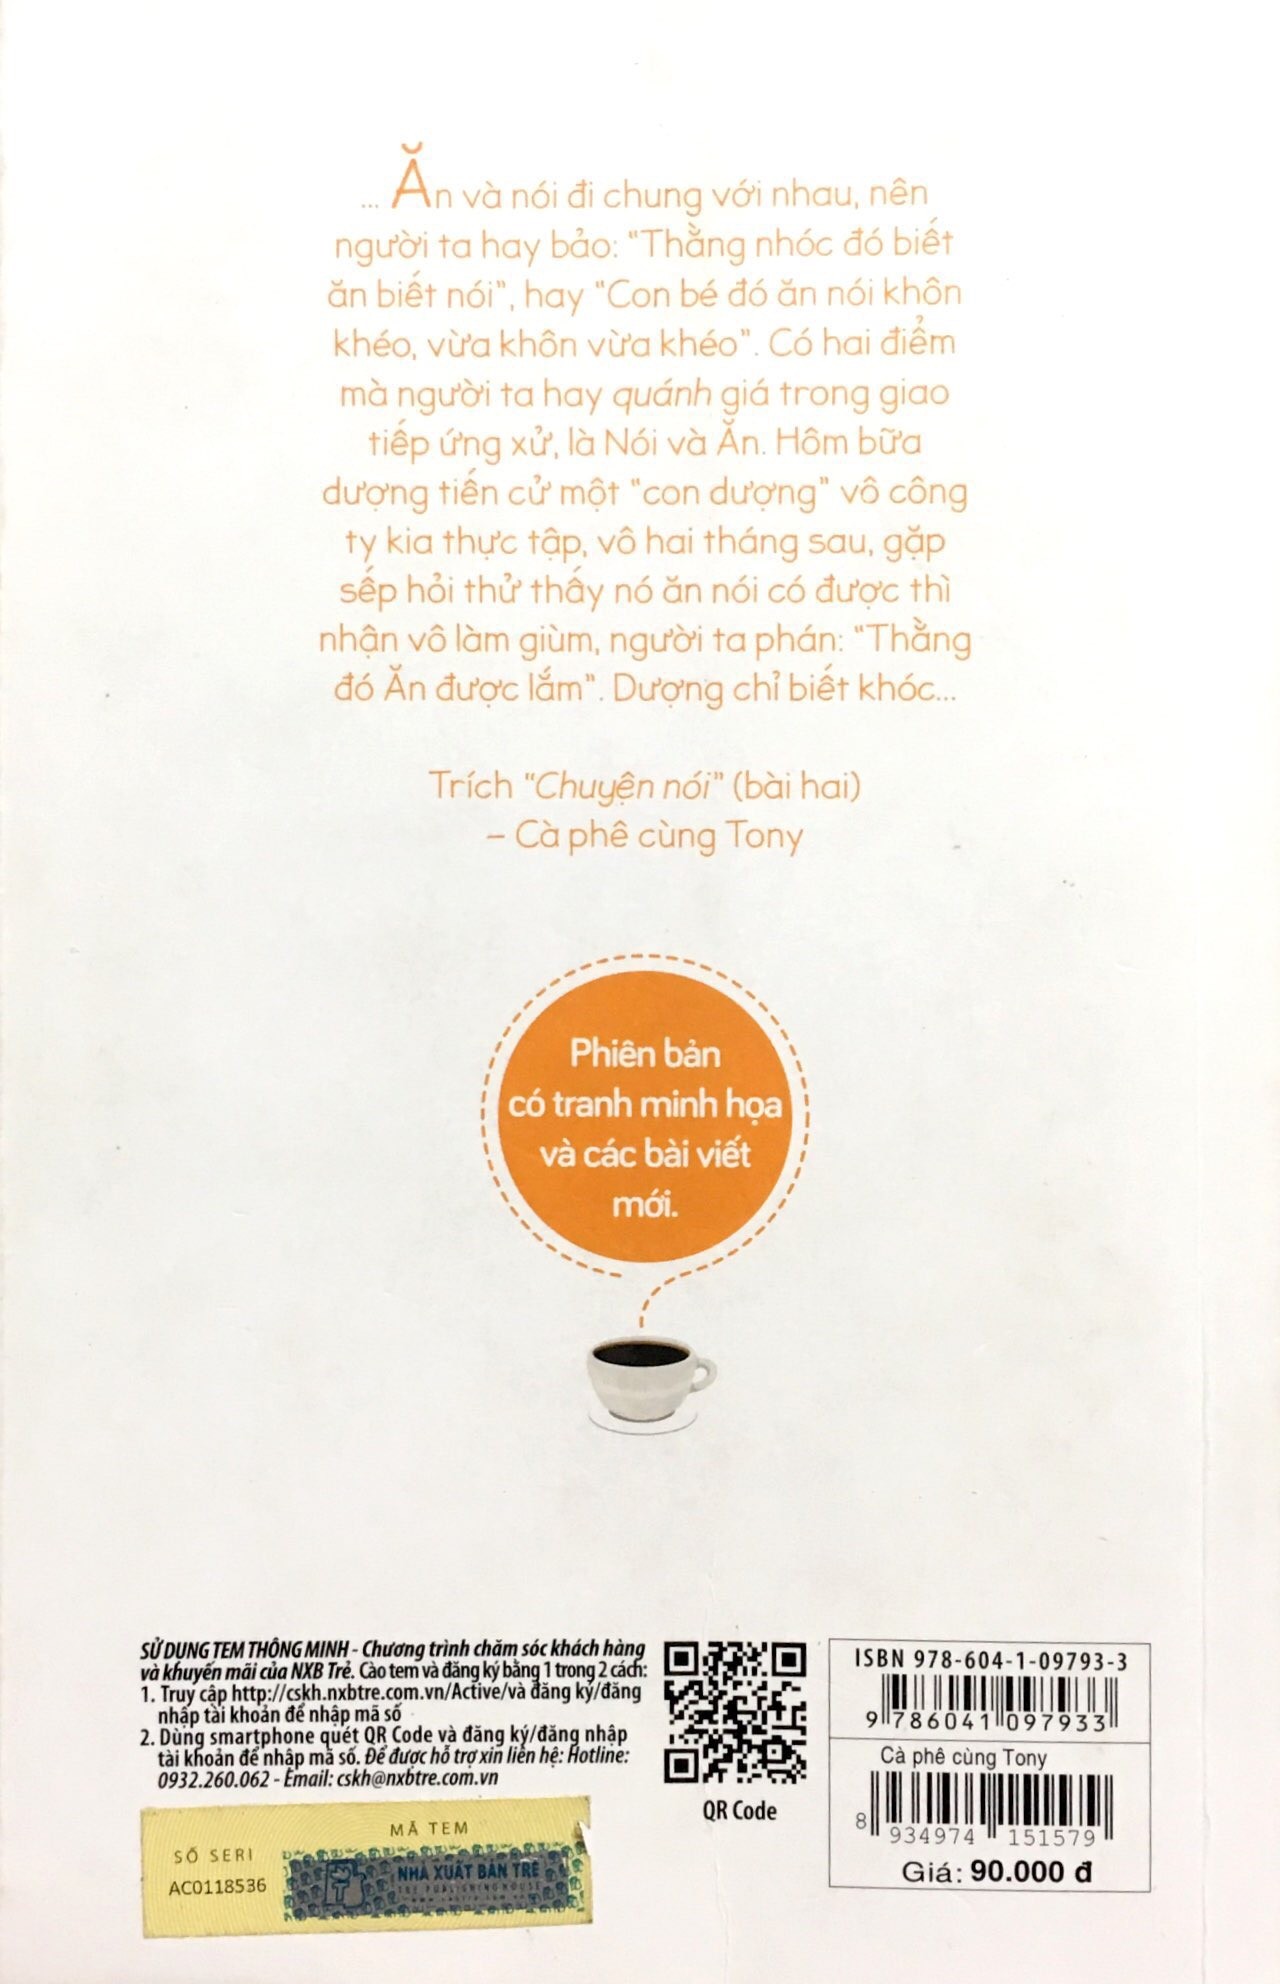 ... Ăn và nói đi chung với nhau, nên
người ta hay bảo: "Thằng nhóc đó biết
ăn biết nói", hay "Con bé đó ăn nói khôn
khéo, vừa khôn vừa khéo". Có hai điểm
mà người ta hay quánh giá trong giao
tiếp ứng xử, là Nói và Ăn. Hôm bữa
dượng tiến cử một "con dượng" vô công
ty kia thực tập, vô hai tháng sau, gặp
sếp hỏi thử thấy nó ăn nói có được thì
nhận vô làm giùm, người ta phán: "Thằng
đó Ăn được lắm". Dượng chỉ biết khóc...
Trích "Chuyện nói" (bài hai)
– Cà phê cùng Tony
Phiên bản
có tranh minh họa
và các bài viết
mới.
SỬ DỤNG TEM THÔNG MINH - Chương trình chăm sóc khách hàng
và khuyến mãi của NXB Trẻ. Cào tem và đăng ký bằng 1 trong 2 cách:
1. Truy cập http://cskh.nxbtre.com.vn/Active/và đăng ký/đăng
nhập tài khoản để nhập mã số
2. Dùng smartphone quét QR Code và đăng ký/đăng nhập
tài khoản để nhập mã số. Để được hỗ trợ xin liên hệ: Hotline:
0932.260.062 - Email: cskh@nxbtre.com.vn
MÃ TEM
SỐ SERI
AC0118536
NHÀ XUẤT BẢN TRẺ
QR Code
ISBN 978-604-1-09793-3
9 786041 097933
Cà phê cùng Tony
8 934974 151579
Giá: 90.000 đ